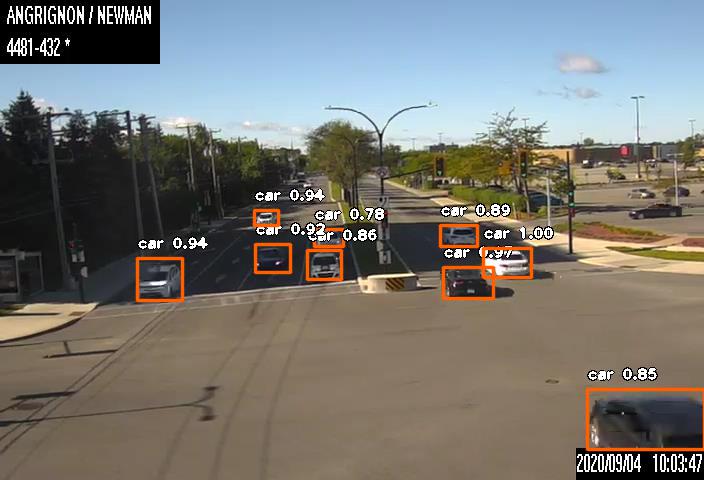 ANGRIGNON / NEWMAN
4481-432 *
car 0.94
car 0.78
car 0.92
car 0.86
car 0.94
car 0.89
car 1.00
car 0.97
car 0.85
2020/09/04 10:03:47